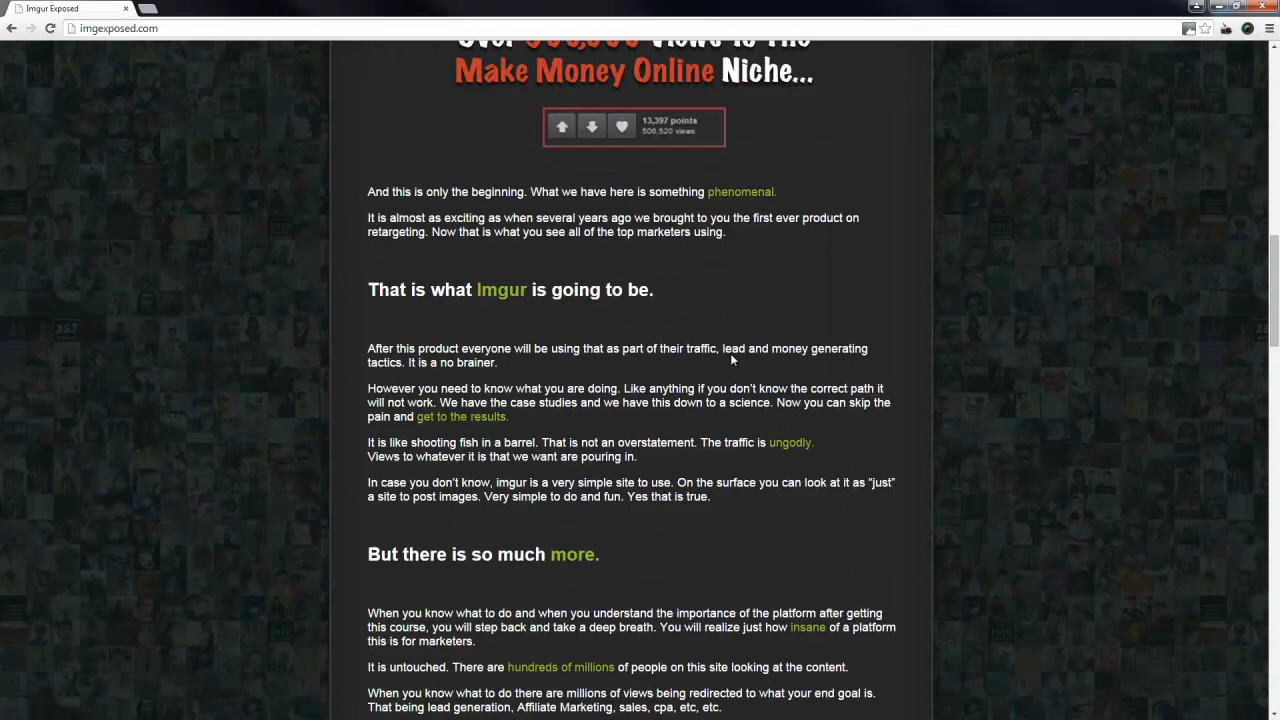 Imgur Exposed
imgexposed.com
Over 500,000 Views In The
Make Money Online Niche...
13,397 points
506,520 views
And this is only the beginning. What we have here is something phenomenal.
It is almost as exciting as when several years ago we brought to you the first ever product on
retargeting. Now that is what you see all of the top marketers using.
That is what Imgur is going to be.
After this product everyone will be using that as part of their traffic, lead and money generating
tactics. It is a no brainer.
However you need to know what you are doing. Like anything if you don't know the correct path it
will not work. We have the case studies and we have this down to a science. Now you can skip the
pain and get to the results.
It is like shooting fish in a barrel. That is not an overstatement. The traffic is ungodly.
Views to whatever it is that we want are pouring in.
In case you don't know, imgur is a very simple site to use. On the surface you can look at it as “just”
a site to post images. Very simple to do and fun. Yes that is true.
But there is so much more.
When you know what to do and when you understand the importance of the platform after getting
this course, you will step back and take a deep breath. You will realize just how insane of a platform
this is for marketers.
It is untouched. There are hundreds of millions of people on this site looking at the content.
When you know what to do there are millions of views being redirected to what your end goal is.
That being lead generation, Affiliate Marketing, sales, cpa, etc, etc.